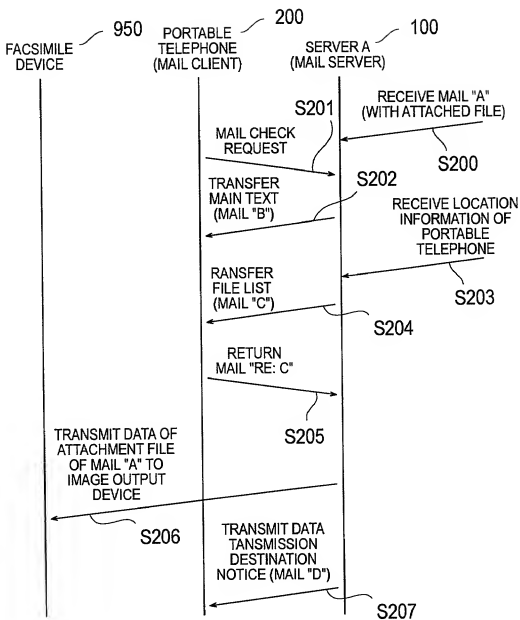 950
FACSIMILE
DEVICE
200
PORTABLE
TELEPHONE
(MAIL CLIENT)
100
SERVER A
(MAIL SERVER)
RECEIVE MAIL "A"
(WITH ATTACHED FILE)
S200
S201
MAIL CHECK
REQUEST
S202
TRANSFER
MAIN TEXT
(MAIL "B")
RECEIVE LOCATION
INFORMATION OF
PORTABLE
TELEPHONE
S203
RANSFER
FILE LIST
(MAIL "C")
S204
RETURN
MAIL "RE: C"
S205
TRANSMIT DATA OF
ATTACHMENT FILE
OF MAIL "A" TO
IMAGE OUTPUT
DEVICE
S206
TRANSMIT DATA
TANSMISSION
DESTINATION
NOTICE (MAIL "D")
S207